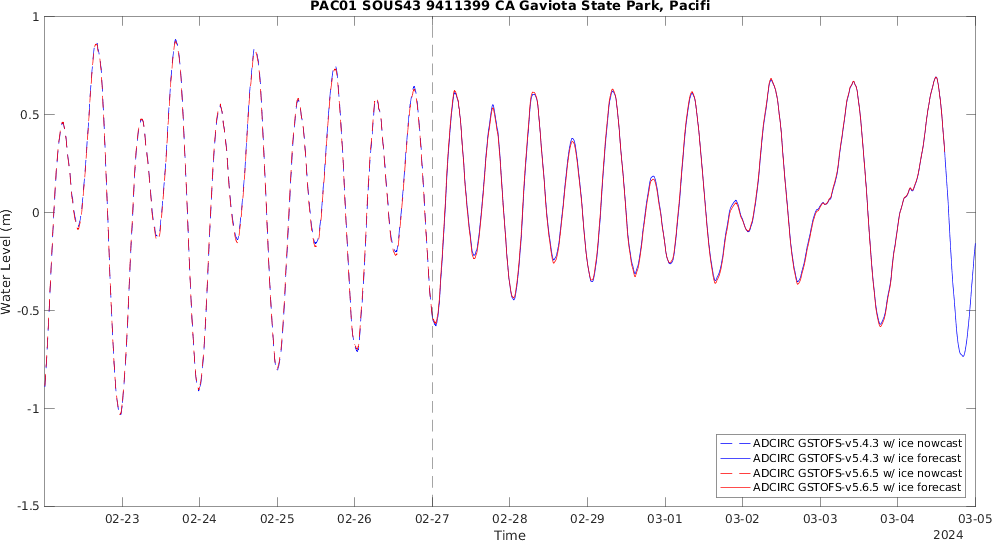 PAC01 SOUS43 9411399 CA Gaviota State Park, Pacifi
1
0.5
0
-0.5
-1
-1.5
Water Level (m)
ADCIRC GSTOFS-v5.4.3 w/ ice nowcast
ADCIRC GSTOFS-v5.4.3 w/ ice forecast
ADCIRC GSTOFS-v5.6.5 w/ ice nowcast
ADCIRC GSTOFS-v5.6.5 w/ ice forecast
02-23 02-24 02-25 02-26 02-27 02-28 02-29 03-01 03-02 03-03 03-04 03-05
Time
2024